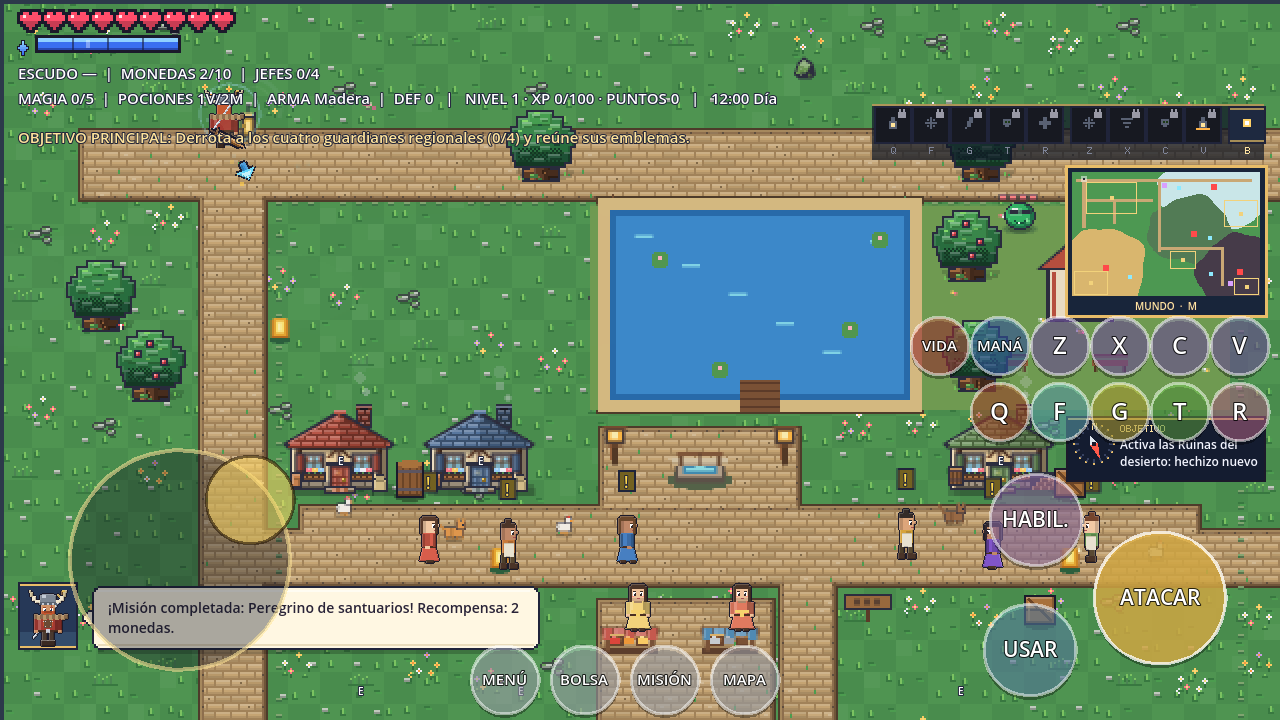 ESCUDO — | MONEDAS 2/10 | JEFES 0/4
MAGIA 0/5 | POCIONES 1V/2M | ARMA Madera | DEF 0 | NIVEL 1 · XP 0/100 · PUNTOS 0 | 12:00 Día
OBJETIVO PRINCIPAL: Derrota a los cuatro guardianes regionales (0/4) y reúne sus emblemas.
Q F G T R Z X C V B
MUNDO · M
VIDA MANÁ Z X C V
Q F G T R
OBJETIVO
Activa las Ruinas del
desierto: hechizo nuevo
E E E
! ! ! ! ! !
HABIL.
ATACAR
¡Misión completada: Peregrino de santuarios! Recompensa: 2
monedas.
USAR
MENÚ BOLSA MISIÓN MAPA
E E E